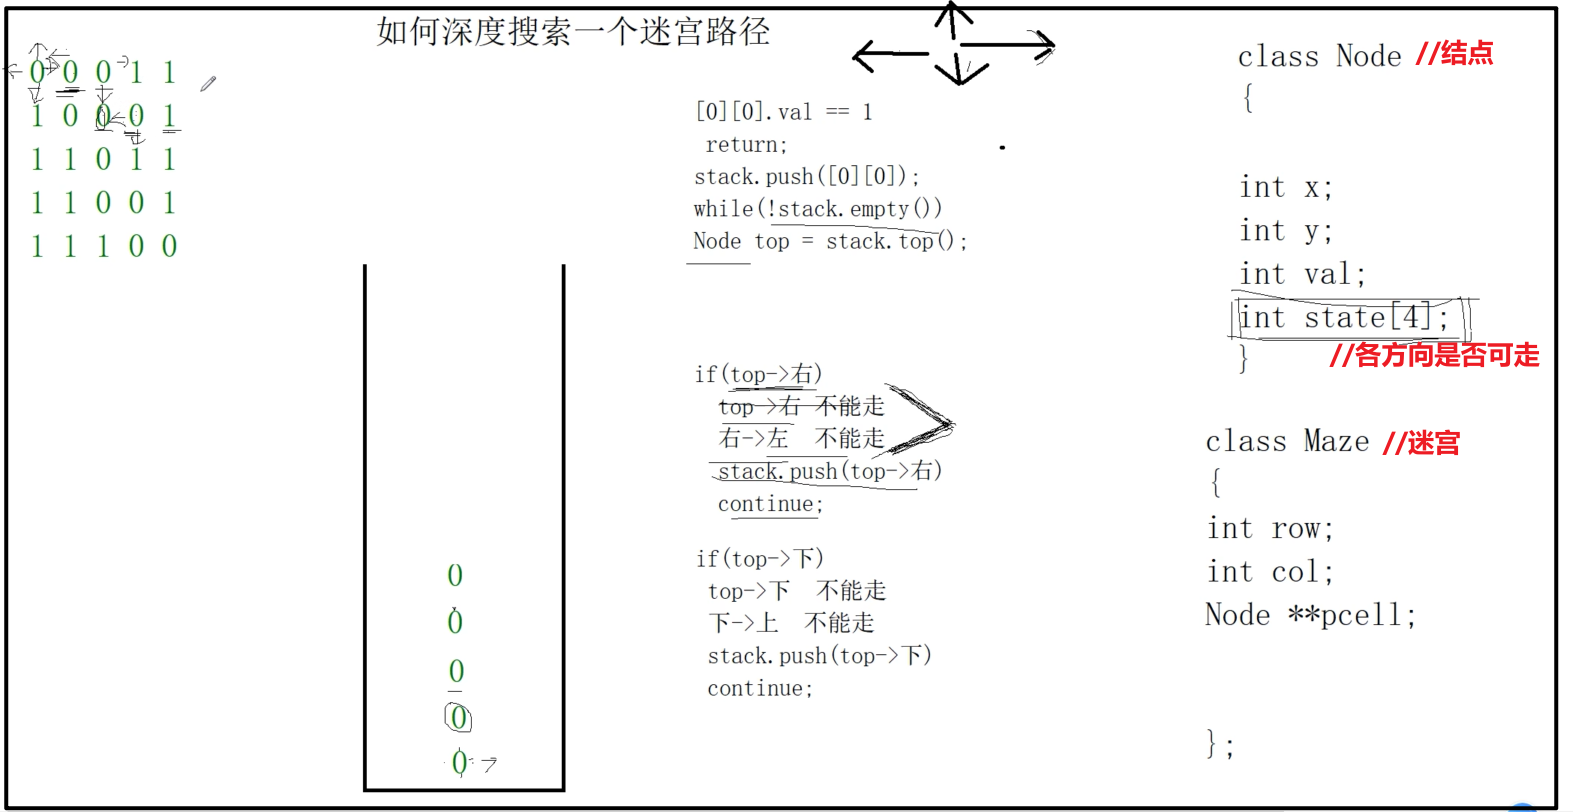 如何深度搜索一个迷宫路径
0 0 0 1 1
1 0 0 0 1
1 1 0 1 1
1 1 0 0 1
1 1 1 0 0
0
0
0
0
0
[0][0].val == 1
return;
stack.push([0][0]);
while(!stack.empty())
Node top = stack.top();
if(top->右)
top->右 不能走
右->左 不能走
stack.push(top->右)
continue;
if(top->下)
top->下 不能走
下->上 不能走
stack.push(top->下)
continue;
class Node //结点
{
int x;
int y;
int val;
int state[4];
} //各方向是否可走
class Maze //迷宫
{
int row;
int col;
Node **pcell;
};